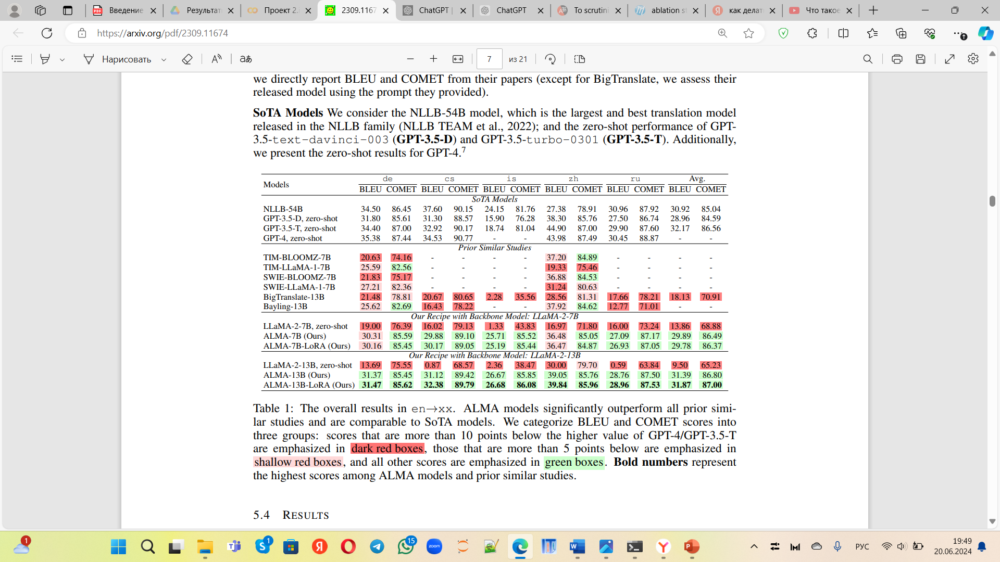 Введение
Результат
Проект 2.
2309.1167
ChatGPT |
ChatGPT
To scrutini
ablation st
как делат
Что такое
https://arxiv.org/pdf/2309.11674
Нарисовать
7 из 21
we directly report BLEU and COMET from their papers (except for BigTranslate, we assess their
released model using the prompt they provided).
SoTA Models We consider the NLLB-54B model, which is the largest and best translation model
released in the NLLB family (NLLB TEAM et al., 2022); and the zero-shot performance of GPT-
3.5-text-davinci-003 (GPT-3.5-D) and GPT-3.5-turbo-0301 (GPT-3.5-T). Additionally,
we present the zero-shot results for GPT-4.7
Models de cs is zh ru Avg.
BLEU COMET BLEU COMET BLEU COMET BLEU COMET BLEU COMET BLEU COMET
SoTA Models
NLLB-54B 34.50 86.45 37.60 90.15 24.15 81.76 27.38 78.91 30.96 87.92 30.92 85.04
GPT-3.5-D, zero-shot 31.80 85.61 31.30 88.57 15.90 76.28 38.30 85.76 27.50 86.74 28.96 84.59
GPT-3.5-T, zero-shot 34.40 87.00 32.92 90.17 18.74 81.04 44.90 87.00 29.90 87.60 32.17 86.56
GPT-4, zero-shot 35.38 87.44 34.53 90.77 - - 43.98 87.49 30.45 88.87 - -
Prior Similar Studies
TIM-BLOOMZ-7B 20.63 74.16 - - - - 37.20 84.89 - - - -
TIM-LLaMA-1-7B 25.59 82.56 - - - - 19.33 75.46 - - - -
SWIE-BLOOMZ-7B 21.83 75.17 - - - - 36.88 84.53 - - - -
SWIE-LLaMA-1-7B 27.21 82.36 - - - - 31.24 80.63 - - - -
BigTranslate-13B 21.48 78.81 20.67 80.65 2.28 35.56 28.56 81.31 17.66 78.21 18.13 70.91
Bayling-13B 25.62 82.69 16.43 78.22 - - 37.92 84.62 12.77 71.01 - -
Our Recipe with Backbone Model: LLaMA-2-7B
LLaMA-2-7B, zero-shot 19.00 76.39 16.02 79.13 1.33 43.83 16.97 71.80 16.00 73.24 13.86 68.88
ALMA-7B (Ours) 30.31 85.59 29.88 89.10 25.71 85.52 36.48 85.05 27.09 87.17 29.89 86.49
ALMA-7B-LoRA (Ours) 30.16 85.45 30.17 89.05 25.19 85.44 36.47 84.87 26.93 87.05 29.78 86.37
Our Recipe with Backbone Model: LLaMA-2-13B
LLaMA-2-13B, zero-shot 13.69 75.55 0.87 68.57 2.36 38.47 30.00 79.70 0.59 63.84 9.50 65.23
ALMA-13B (Ours) 31.37 85.45 31.12 89.42 26.67 85.85 39.05 85.76 28.76 87.50 31.39 86.80
ALMA-13B-LoRA (Ours) 31.47 85.62 32.38 89.79 26.68 86.08 39.84 85.96 28.96 87.53 31.87 87.00
Table 1: The overall results in en→xx. ALMA models significantly outperform all prior simi-
lar studies and are comparable to SoTA models. We categorize BLEU and COMET scores into
three groups: scores that are more than 10 points below the higher value of GPT-4/GPT-3.5-T
are emphasized in dark red boxes, those that are more than 5 points below are emphasized in
shallow red boxes, and all other scores are emphasized in green boxes. Bold numbers represent
the highest scores among ALMA models and prior similar studies.
5.4 RESULTS
1
1
15
zoom
РУС
19:49
20.06.2024